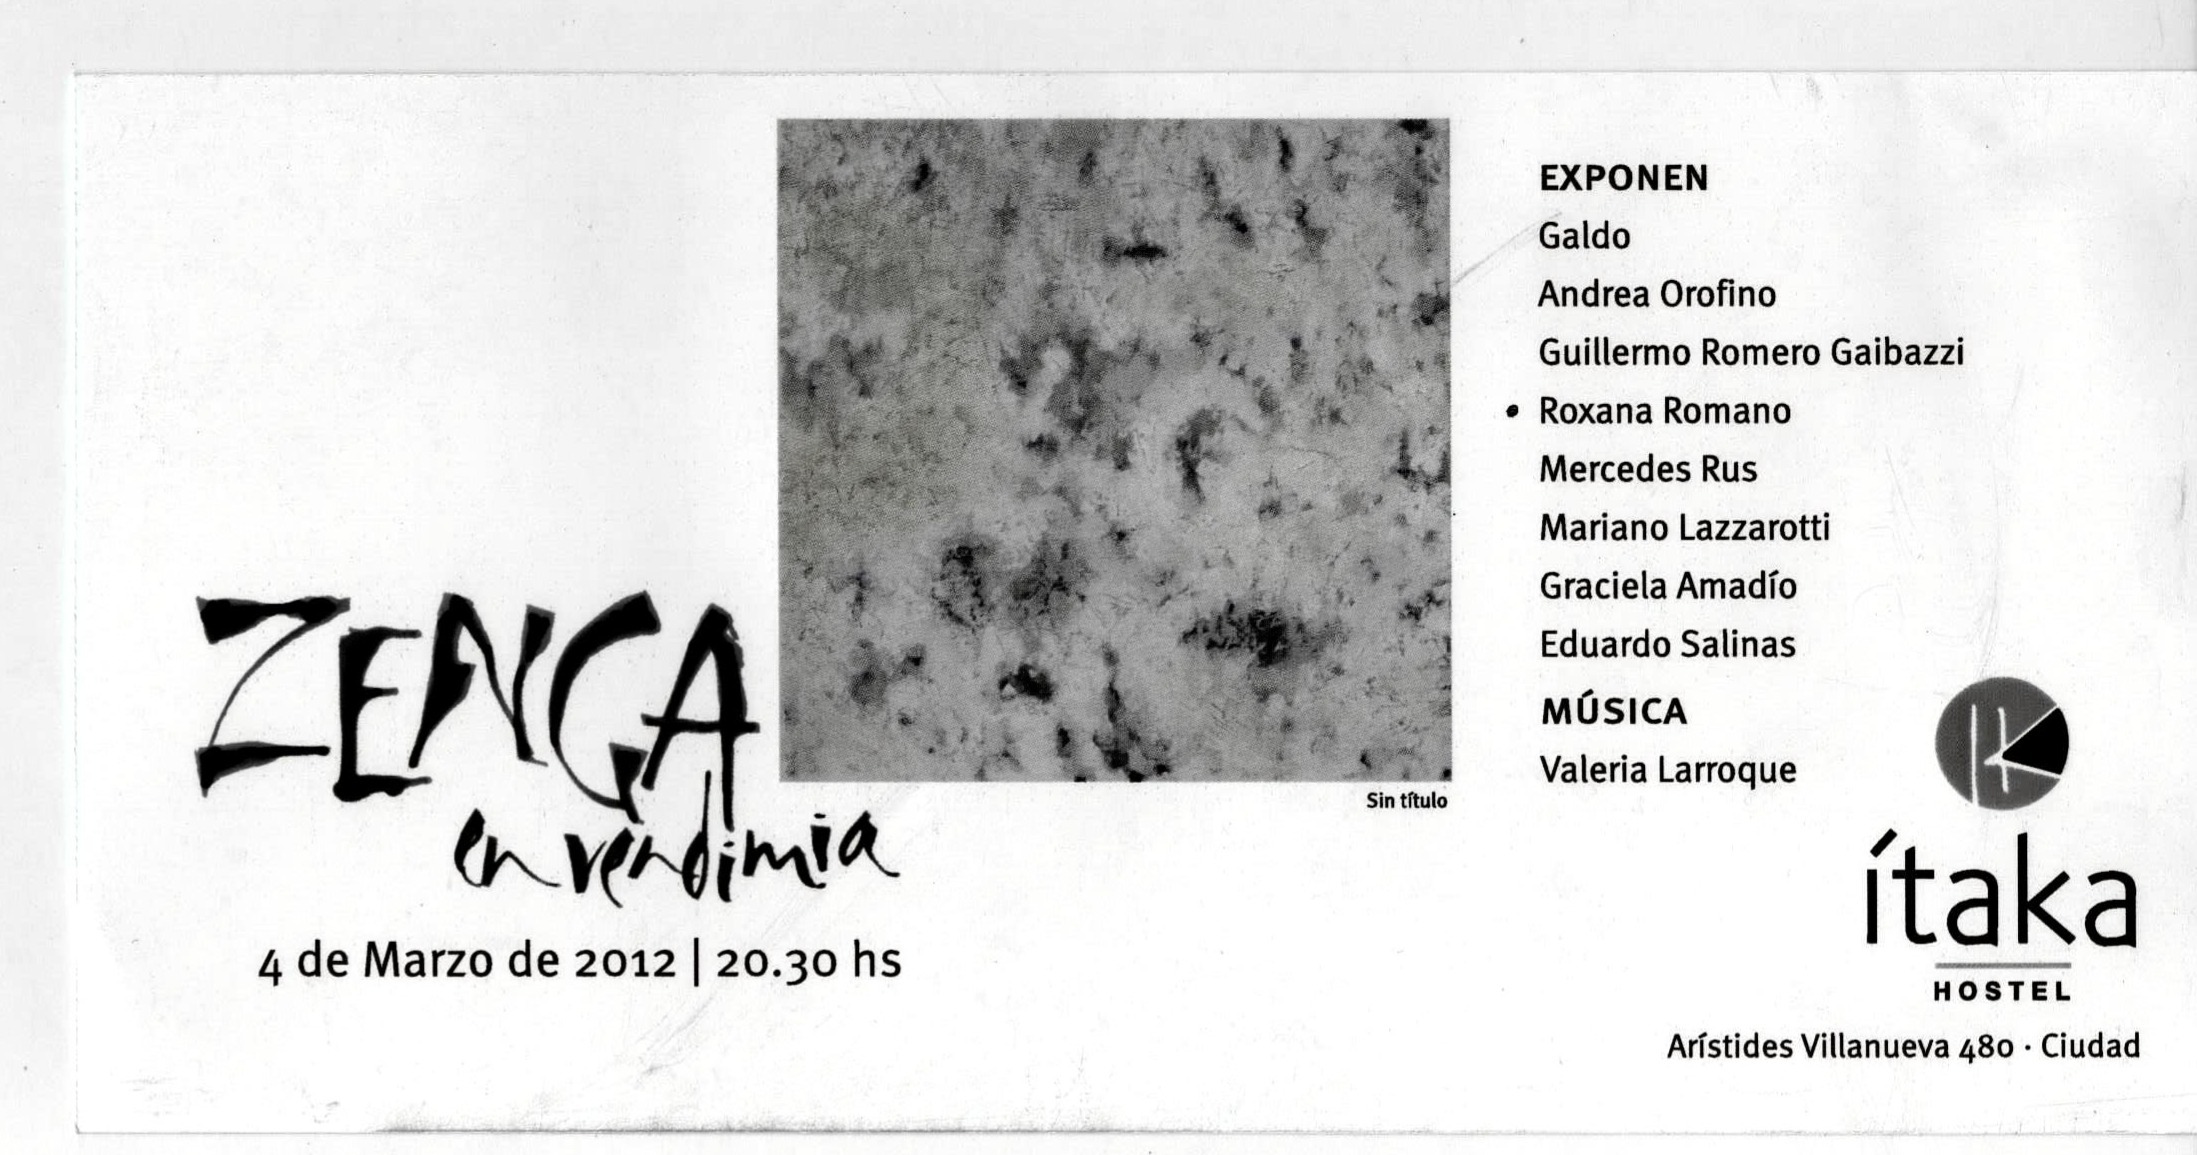 ZENGA
en vendimia
4 de Marzo de 2012 | 20.30 hs
Sin título
EXPONEN
Galdo
Andrea Orofino
Guillermo Romero Gaibazzi
• Roxana Romano
Mercedes Rus
Mariano Lazzarotti
Graciela Amadío
Eduardo Salinas
MÚSICA
Valeria Larroque
ítaka
HOSTEL
Arístides Villanueva 480 · Ciudad